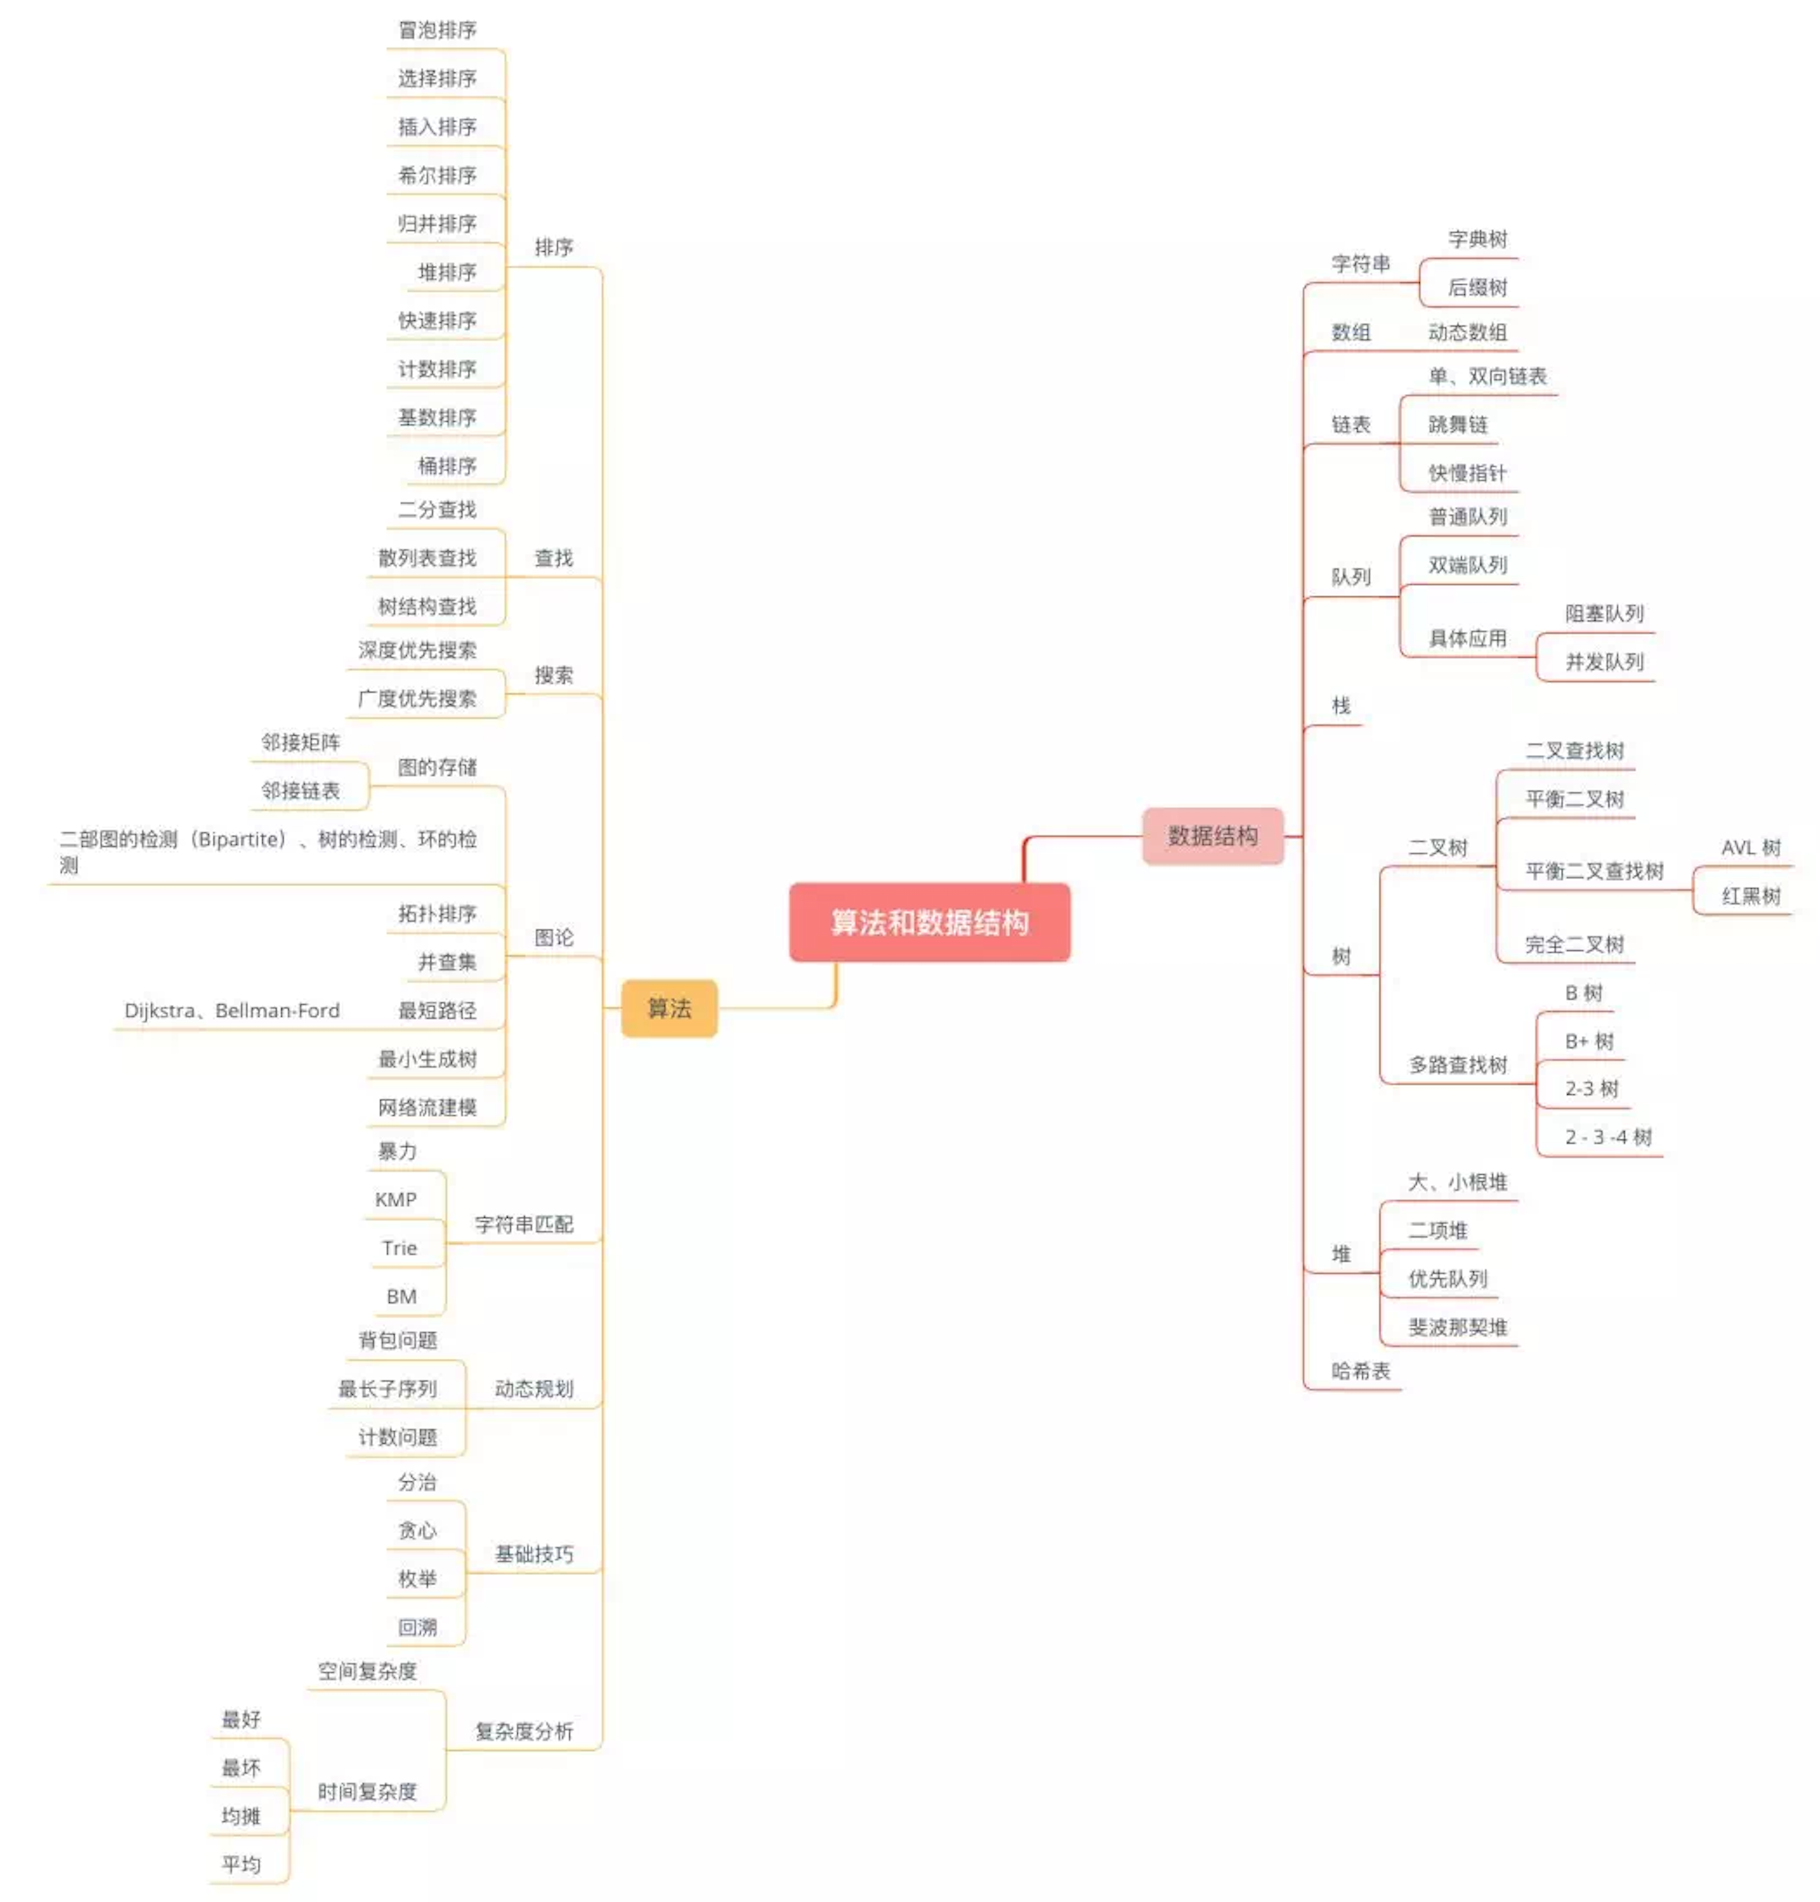 算法和数据结构
数据结构
字符串
字典树
后缀树
数组
动态数组
链表
单、双向链表
跳舞链
快慢指针
队列
普通队列
双端队列
具体应用
阻塞队列
并发队列
栈
树
二叉树
二叉查找树
平衡二叉树
平衡二叉查找树
AVL 树
红黑树
完全二叉树
多路查找树
B 树
B+ 树
2-3 树
2 - 3 -4 树
堆
大、小根堆
二项堆
优先队列
斐波那契堆
哈希表
算法
排序
冒泡排序
选择排序
插入排序
希尔排序
归并排序
堆排序
快速排序
计数排序
基数排序
桶排序
查找
二分查找
散列表查找
树结构查找
搜索
深度优先搜索
广度优先搜索
图论
图的存储
邻接矩阵
邻接链表
二部图的检测（Bipartite）、树的检测、环的检
测
拓扑排序
并查集
最短路径
Dijkstra、Bellman-Ford
最小生成树
网络流建模
字符串匹配
暴力
KMP
Trie
BM
动态规划
背包问题
最长子序列
计数问题
基础技巧
分治
贪心
枚举
回溯
复杂度分析
空间复杂度
时间复杂度
最好
最坏
均摊
平均